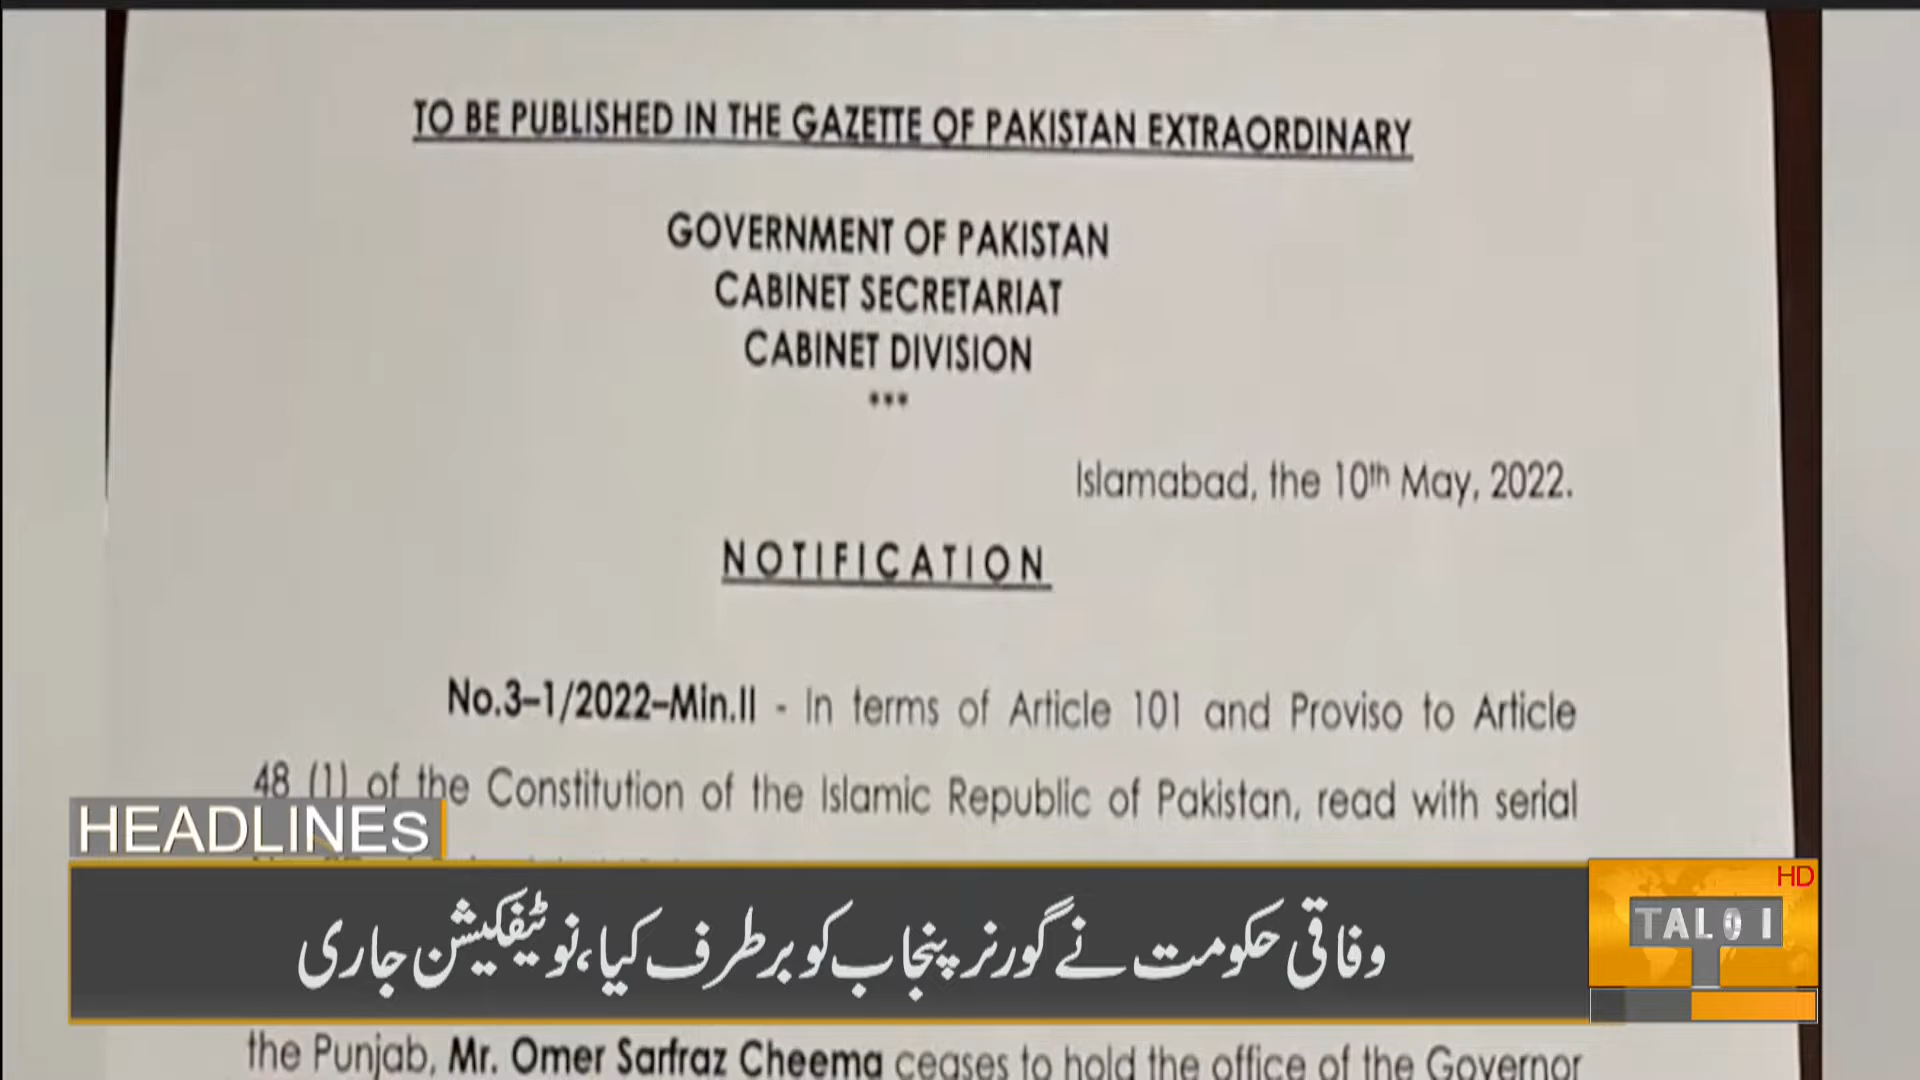 TO BE PUBLISHED IN THE GAZETTE OF PAKISTAN EXTRAORDINARY
GOVERNMENT OF PAKISTAN
CABINET SECRETARIAT
CABINET DIVISION
***
Islamabad, the 10th May, 2022.
NOTIFICATION
No.3–1/2022–Min.II - In terms of Article 101 and Proviso to Article
48 (1) of the Constitution of the Islamic Republic of Pakistan, read with serial
HEADLINEs
وفاقی حکومت نے گورنر پنجاب کو برطرف کیا،نوٹیفکیشن جاری
HD
the Punjab, Mr. Omer Sarfraz Cheema ceases to hold the office of the Governor